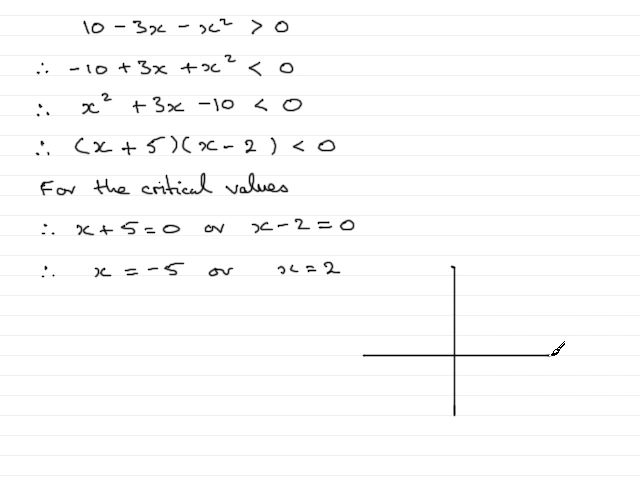 10 - 3x - x² > 0
∴ -10 + 3x + x² < 0
∴ x² + 3x - 10 < 0
∴ (x + 5)(x - 2) < 0
For the critical values
∴ x + 5 = 0 or x - 2 = 0
∴ x = -5 or x = 2